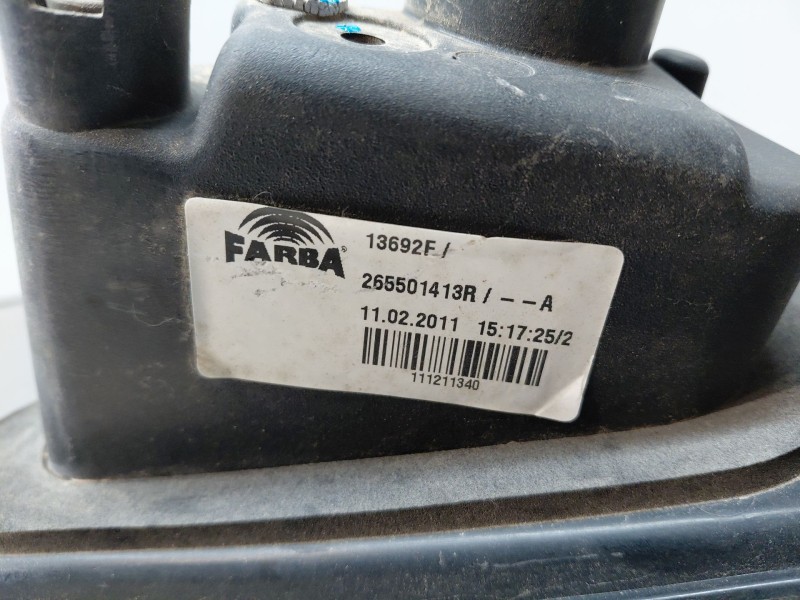 FARBA®
13692F /
265501413R / - - A
11.02.2011 15:17:25/2
111211340